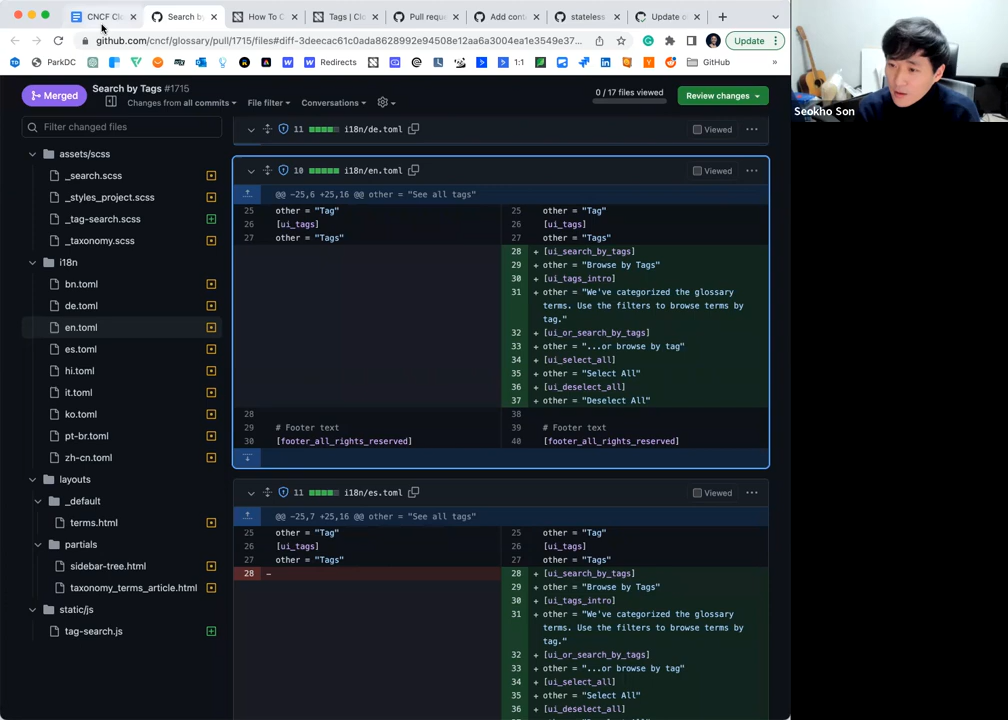 CNCF Clo
Search by
How To C
Tags | C
Pull requ
Add cont
stateless
Update o
github.com/cncf/glossary/pull/1715/files#diff-3deecac61c0ada8628992e94508e12aa6a3004ea1e3549e37...
Update
ParkDC
Redirects
1:1
GitHub
Merged
Search by Tags #1715
Changes from all commits
File filter
Conversations
0 / 17 files viewed
Review changes
Filter changed files
assets/scss
_search.scss
_styles_project.scss
_tag-search.scss
_taxonomy.scss
i18n
bn.toml
de.toml
en.toml
es.toml
hi.toml
it.toml
ko.toml
pt-br.toml
zh-cn.toml
layouts
_default
terms.html
partials
sidebar-tree.html
taxonomy_terms_article.html
static/js
tag-search.js
11 i18n/de.toml Viewed
10 i18n/en.toml Viewed
@@ -25,6 +25,16 @@ other = "See all tags"
25 other = "Tag" 25 other = "Tag"
26 [ui_tags] 26 [ui_tags]
27 other = "Tags" 27 other = "Tags"
28 + [ui_search_by_tags]
29 + other = "Browse by Tags"
30 + [ui_tags_intro]
31 + other = "We've categorized the glossary
terms. Use the filters to browse terms by
tag."
32 + [ui_or_search_by_tags]
33 + other = "...or browse by tag"
34 + [ui_select_all]
35 + other = "Select All"
36 + [ui_deselect_all]
37 + other = "Deselect All"
28 38
29 # Footer text 39 # Footer text
30 [footer_all_rights_reserved] 40 [footer_all_rights_reserved]
11 i18n/es.toml Viewed
@@ -25,7 +25,16 @@ other = "See all tags"
25 other = "Tag" 25 other = "Tag"
26 [ui_tags] 26 [ui_tags]
27 other = "Tags" 27 other = "Tags"
28 - 28 + [ui_search_by_tags]
29 + other = "Browse by Tags"
30 + [ui_tags_intro]
31 + other = "We've categorized the glossary
terms. Use the filters to browse terms by
tag."
32 + [ui_or_search_by_tags]
33 + other = "...or browse by tag"
34 + [ui_select_all]
35 + other = "Select All"
36 + [ui_deselect_all]
Seokho Son